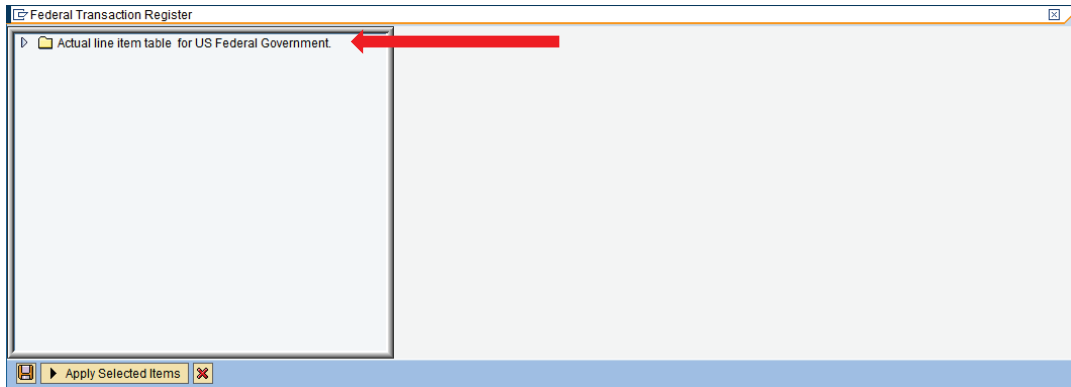 Federal Transaction Register
Actual line item table for US Federal Government.
Apply Selected Items